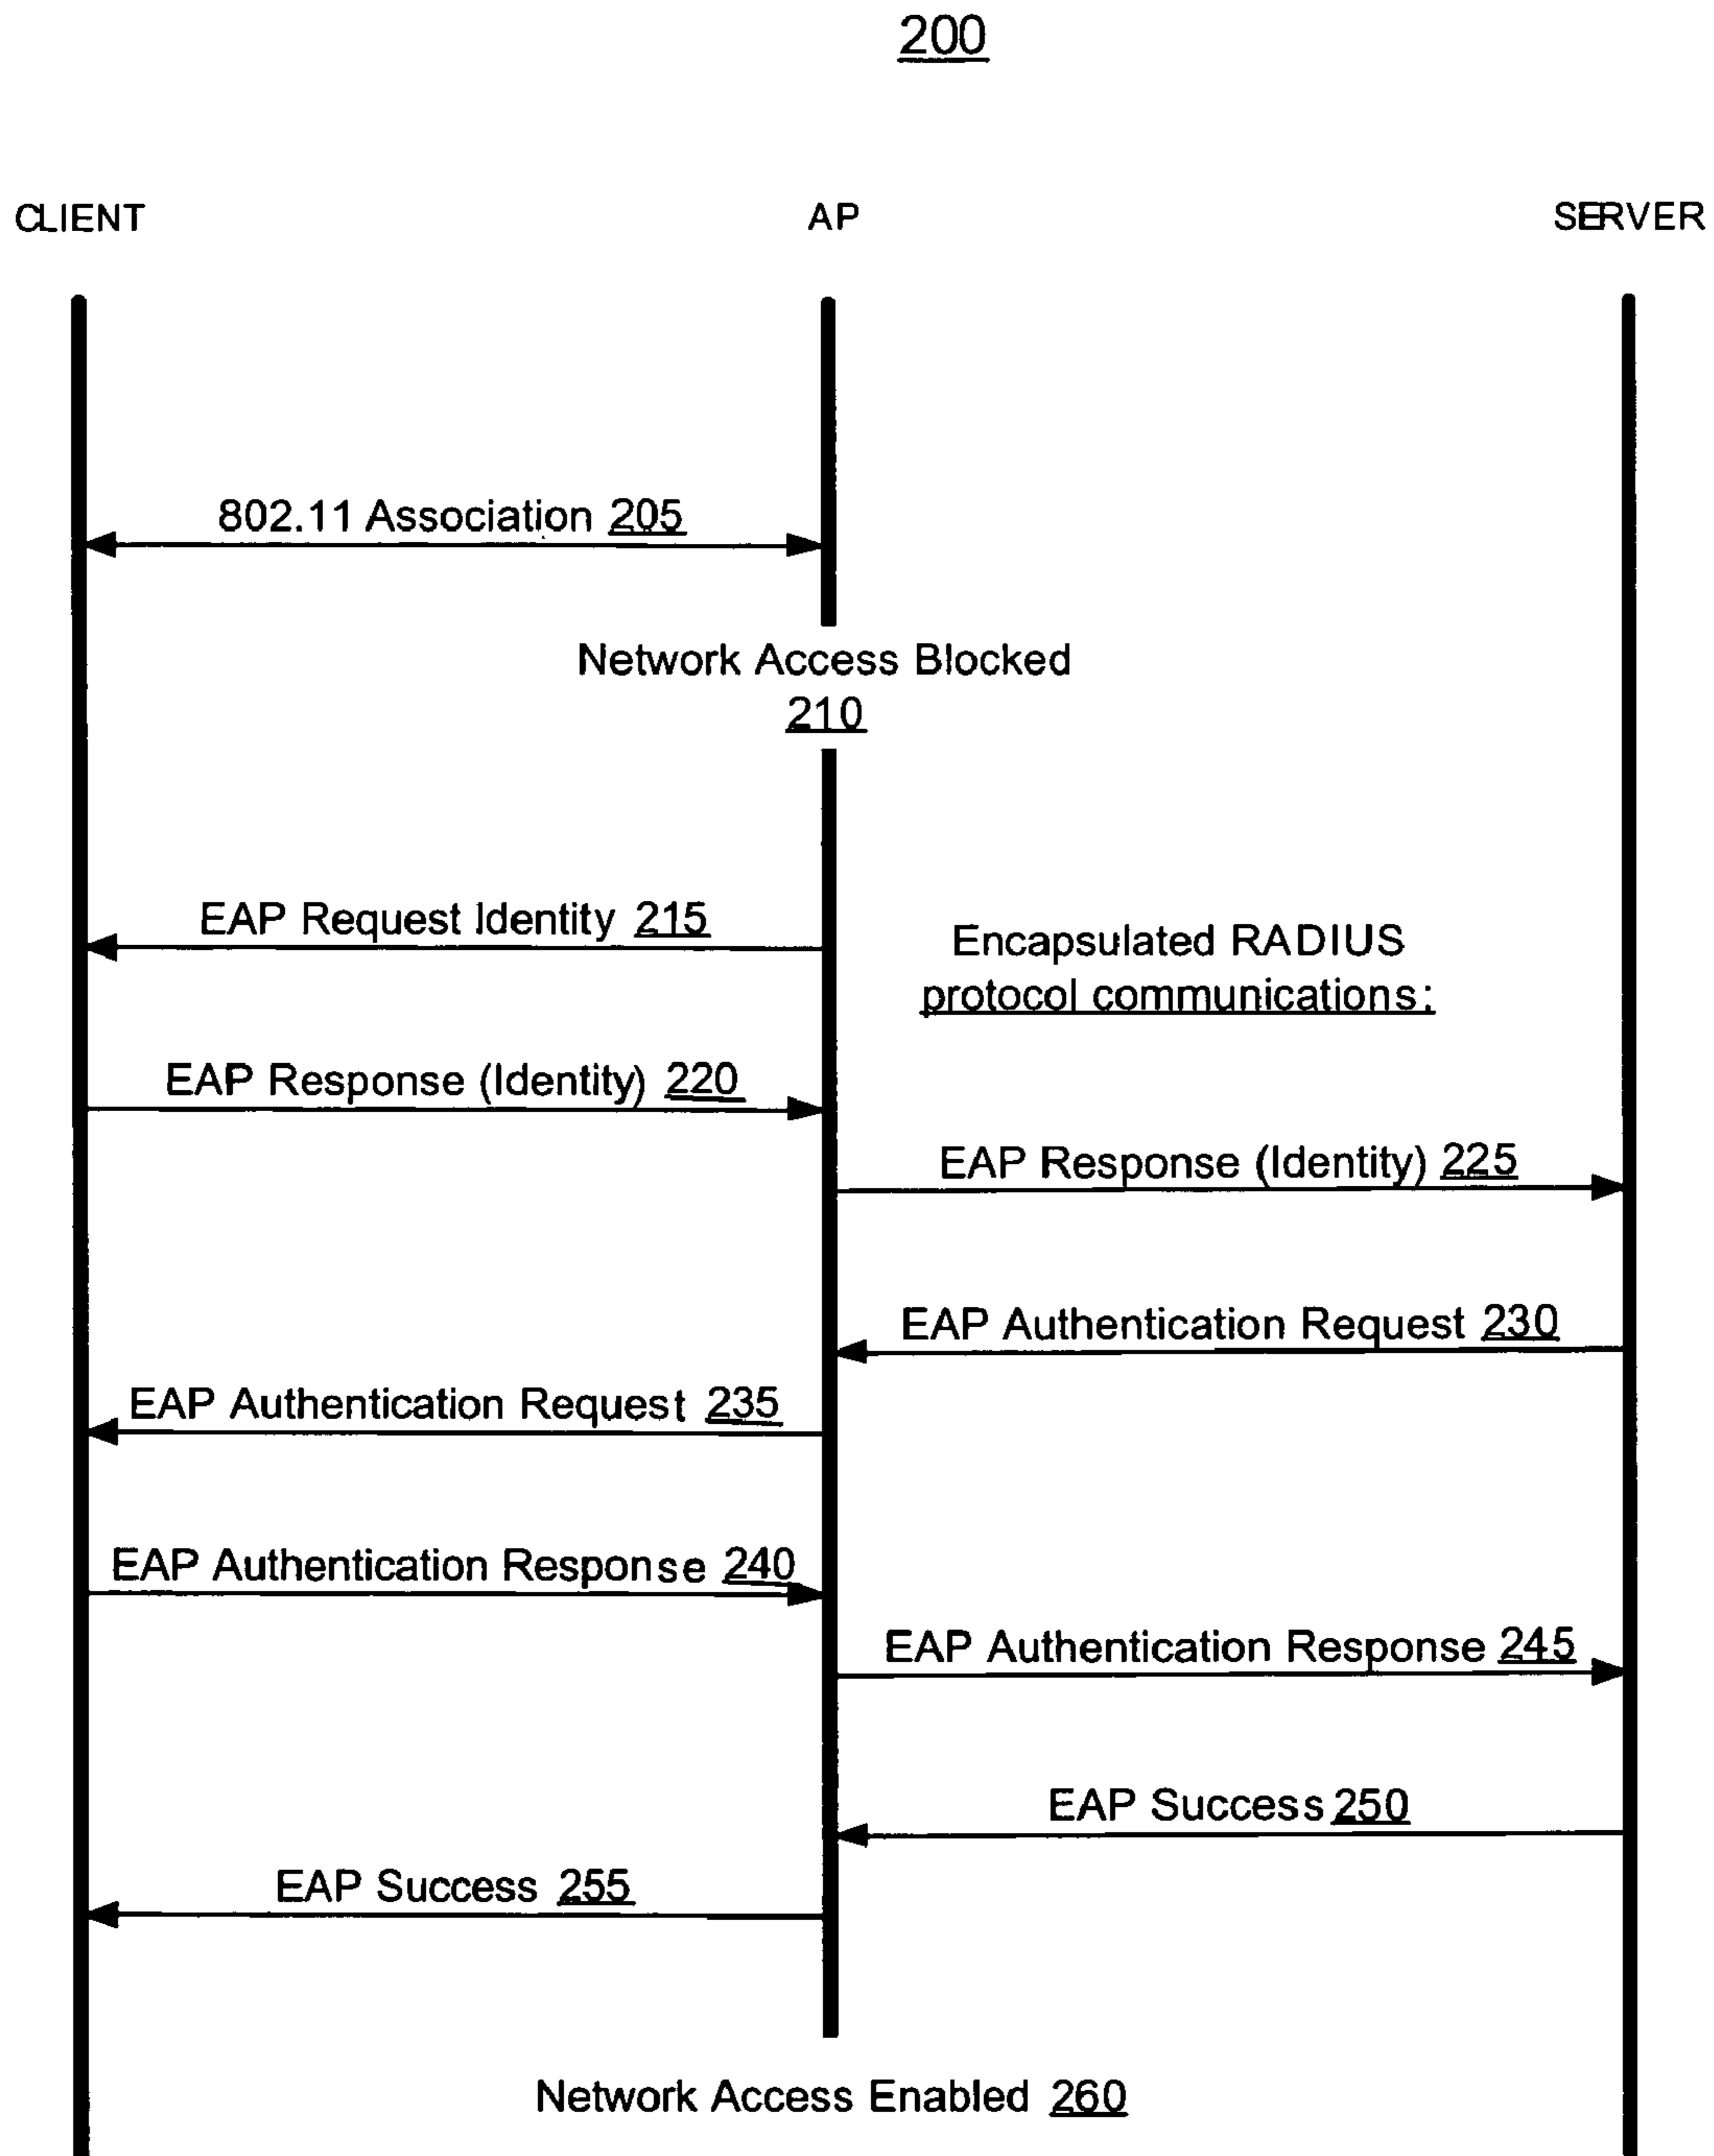 200
CLIENT
AP
SERVER
802.11 Association 205
Network Access Blocked
210
EAP Request Identity 215
Encapsulated RADIUS
protocol communications:
EAP Response (Identity) 220
EAP Response (Identity) 225
EAP Authentication Request 230
EAP Authentication Request 235
EAP Authentication Response 240
EAP Authentication Response 245
EAP Success 250
EAP Success 255
Network Access Enabled 260